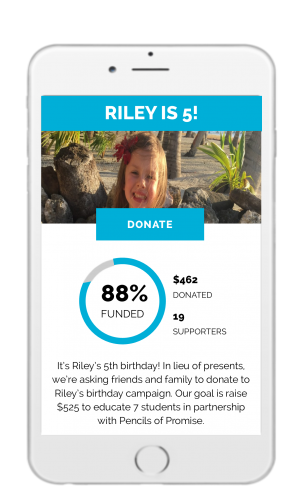 RILEY IS 5!
DONATE
88%
FUNDED
$462
DONATED
19
SUPPORTERS
It's Riley's 5th birthday! In lieu of presents,
we're asking friends and family to donate to
Riley's birthday campaign. Our goal is raise
$525 to educate 7 students in partnership
with Pencils of Promise.